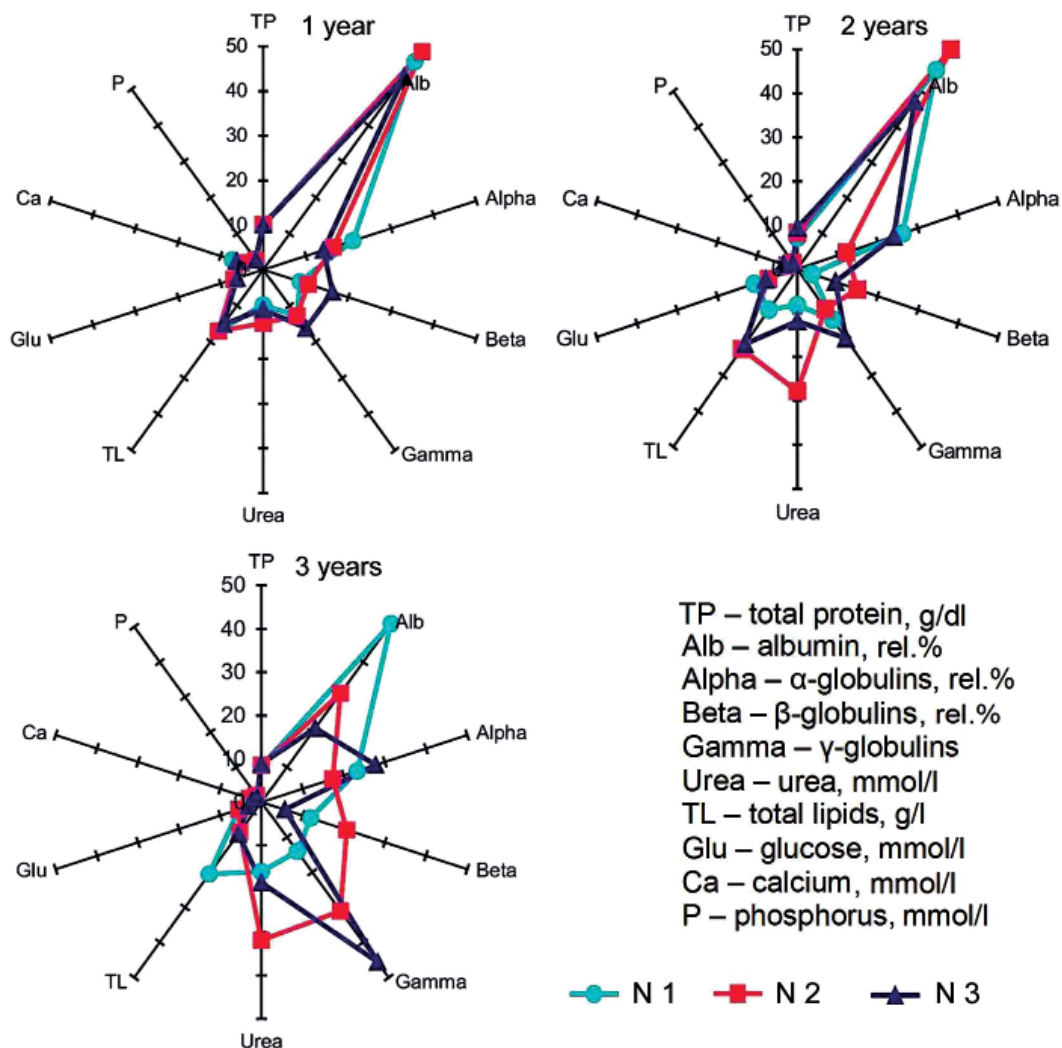 1 year
TP
50
40
30
20
10
0
Alb
Alpha
Beta
Gamma
Urea
TL
Glu
Ca
P
2 years
TP
50
40
30
20
10
0
Alb
Alpha
Beta
Gamma
Urea
TL
Glu
Ca
P
3 years
TP
50
40
30
20
10
0
Alb
Alpha
Beta
Gamma
Urea
TL
Glu
Ca
P
TP – total protein, g/dl
Alb – albumin, rel.%
Alpha – α-globulins, rel.%
Beta – β-globulins, rel.%
Gamma – γ-globulins
Urea – urea, mmol/l
TL – total lipids, g/l
Glu – glucose, mmol/l
Ca – calcium, mmol/l
P – phosphorus, mmol/l
N 1 N 2 N 3